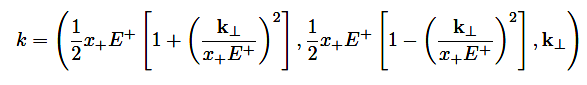 $k = \left( \frac{1}{2} x_+ E^+ \left[ 1 + \left( \frac{\mathbf{k}_\perp}{x_+ E^+} \right)^2 \right], \frac{1}{2} x_+ E^+ \left[ 1 - \left( \frac{\mathbf{k}_\perp}{x_+ E^+} \right)^2 \right], \mathbf{k}_\perp \right)$